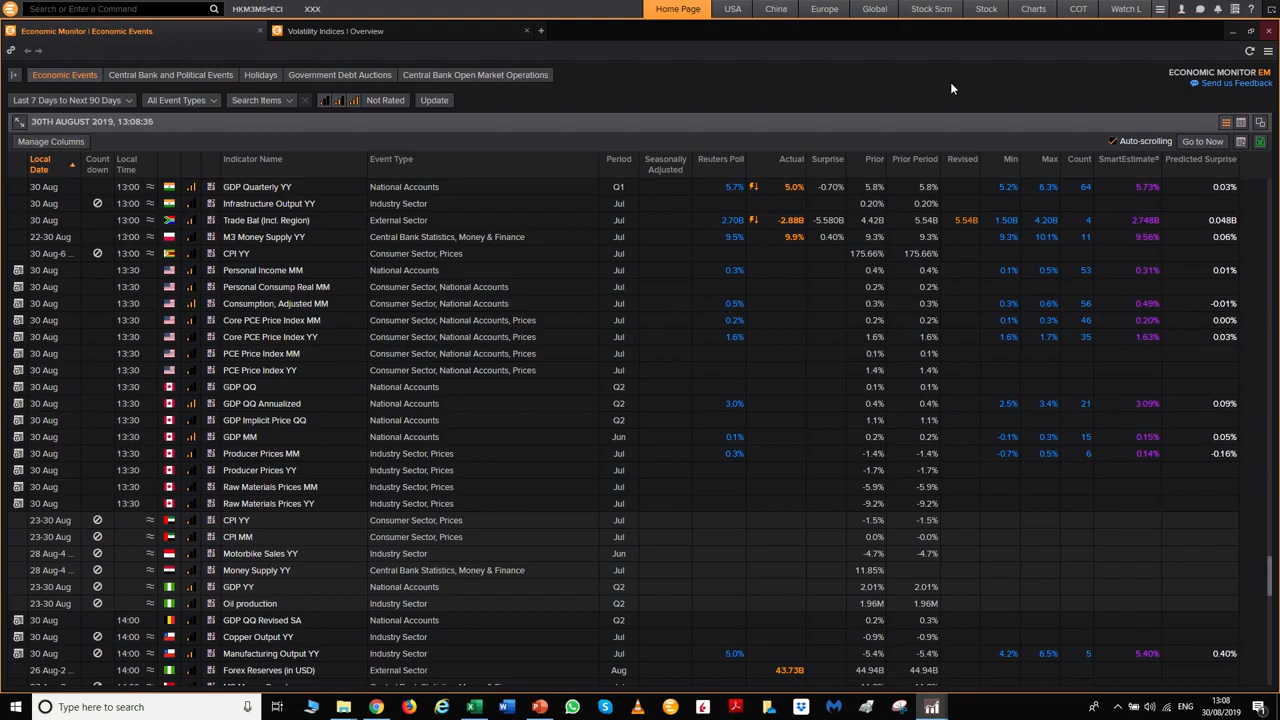 Search or Enter Command
HKM3MS=ECI
XXX
Home Page
USA
China
Europe
Global
Stock Scrn
Stock
Charts
COT
Watch L
Economic Monitor | Economic Events
Volatility Indices | Overview
Economic Events Central Bank and Political Events Holidays Government Debt Auctions Central Bank Open Market Operations
ECONOMIC MONITOR EM
Send us Feedback
Last 7 Days to Next 90 Days All Event Types Search Items Not Rated Update
30TH AUGUST 2019, 13:08:36
Manage Columns
Auto-scrolling Go to Now
Local Date Count down Local Time Indicator Name Event Type Period Seasonally Adjusted Reuters Poll Actual Surprise Prior Prior Period Revised Min Max Count SmartEstimate® Predicted Surprise
30 Aug 13:00 ≈ GDP Quarterly YY National Accounts Q1 5.7% 5.0% -0.70% 5.8% 5.8% 5.2% 6.3% 64 5.73% 0.03%
30 Aug 13:00 ≈ Infrastructure Output YY Industry Sector Jul 0.20% 0.20%
30 Aug 13:00 ≈ Trade Bal (Incl. Region) External Sector Jul 2.70B -2.88B -5.580B 4.42B 5.54B 5.54B 1.50B 4.20B 4 2.748B 0.048B
22-30 Aug 13:00 ≈ M3 Money Supply YY Central Bank Statistics, Money & Finance Jul 9.5% 9.9% 0.40% 9.3% 9.3% 9.3% 10.1% 11 9.56% 0.06%
30 Aug-6 ... 13:00 ≈ CPI YY Consumer Sector, Prices Jul 175.66% 175.66%
30 Aug 13:30 Personal Income MM National Accounts Jul 0.3% 0.4% 0.4% 0.1% 0.5% 53 0.31% 0.01%
30 Aug 13:30 Personal Consump Real MM Consumer Sector, National Accounts Jul 0.2% 0.2%
30 Aug 13:30 Consumption, Adjusted MM Consumer Sector, National Accounts Jul 0.5% 0.3% 0.3% 0.3% 0.6% 56 0.49% -0.01%
30 Aug 13:30 Core PCE Price Index MM Consumer Sector, National Accounts, Prices Jul 0.2% 0.2% 0.2% 0.1% 0.3% 46 0.20% 0.00%
30 Aug 13:30 Core PCE Price Index YY Consumer Sector, National Accounts, Prices Jul 1.6% 1.6% 1.6% 1.6% 1.7% 35 1.63% 0.03%
30 Aug 13:30 PCE Price Index MM Consumer Sector, National Accounts, Prices Jul 0.1% 0.1%
30 Aug 13:30 PCE Price Index YY Consumer Sector, National Accounts, Prices Jul 1.4% 1.4%
30 Aug 13:30 GDP QQ National Accounts Q2 0.1% 0.1%
30 Aug 13:30 GDP QQ Annualized National Accounts Q2 3.0% 0.4% 0.4% 2.5% 3.4% 21 3.09% 0.09%
30 Aug 13:30 GDP Implicit Price QQ National Accounts Q2 1.1% 1.1%
30 Aug 13:30 GDP MM National Accounts Jun 0.1% 0.2% 0.2% -0.1% 0.3% 15 0.15% 0.05%
30 Aug 13:30 Producer Prices MM Industry Sector, Prices Jul 0.3% -1.4% -1.4% -0.7% 0.5% 6 0.14% -0.16%
30 Aug 13:30 Producer Prices YY Industry Sector, Prices Jul -1.7% -1.7%
30 Aug 13:30 Raw Materials Prices MM Industry Sector, Prices Jul -5.9% -5.9%
30 Aug 13:30 Raw Materials Prices YY Industry Sector, Prices Jul -9.2% -9.2%
23-30 Aug ≈ CPI YY Consumer Sector, Prices Jul -1.5% -1.5%
23-30 Aug ≈ CPI MM Consumer Sector, Prices Jul 0.0% -0.0%
28 Aug-4 ... ≈ Motorbike Sales YY Industry Sector Jun -4.7% -4.7%
28 Aug-4 ... ≈ Money Supply YY Central Bank Statistics, Money & Finance Jul 11.85%
23-30 Aug ≈ GDP YY National Accounts Q2 2.01% 2.01%
23-30 Aug ≈ Oil production Industry Sector Q2 1.96M 1.96M
30 Aug 14:00 ≈ GDP QQ Revised SA National Accounts Q2 0.2% 0.3%
30 Aug 14:00 ≈ Copper Output YY Industry Sector Jul -0.9% -0.9%
30 Aug 14:00 ≈ Manufacturing Output YY Industry Sector Jul 5.0% -5.4% -5.4% 4.2% 6.5% 5 5.40% 0.40%
26 Aug-2 ... 14:00 ≈ Forex Reserves (in USD) External Sector Aug 43.73B 44.94B 44.94B
Type here to search
ENG
13:08
30/08/2019